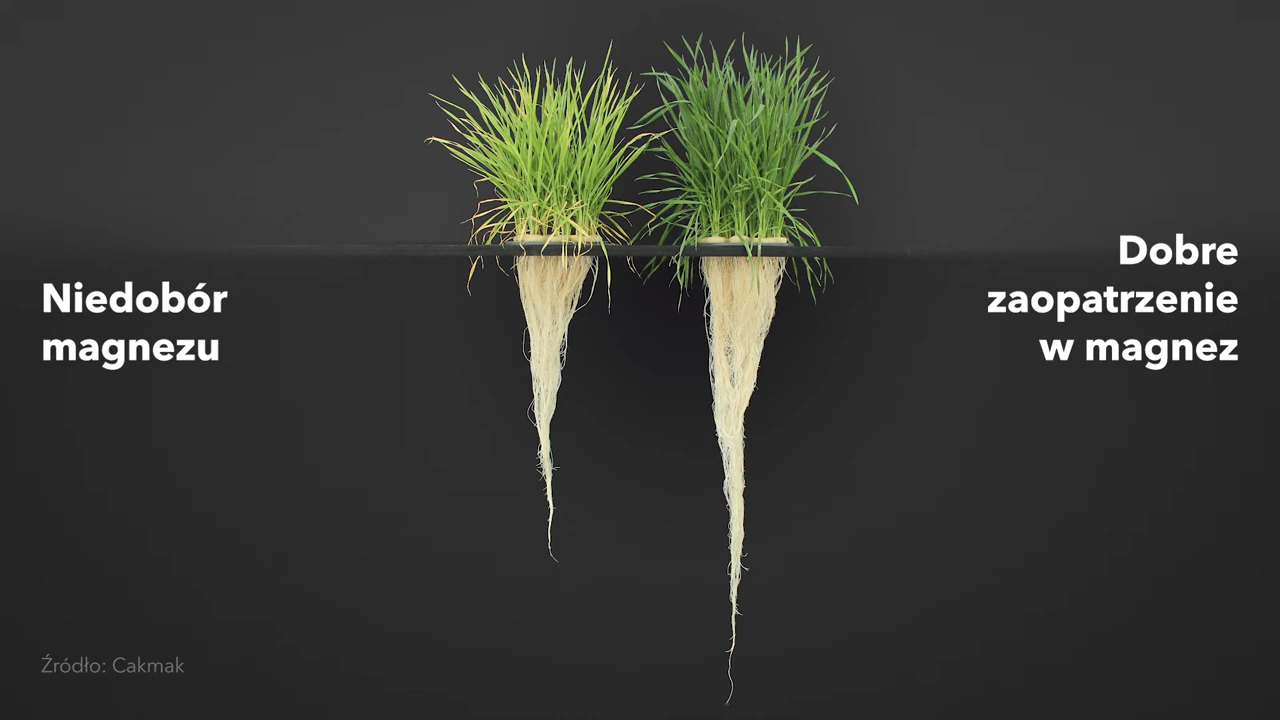 Niedobór
magnezu
Dobre
zaopatrzenie
w magnez
Źródło: Cakmak